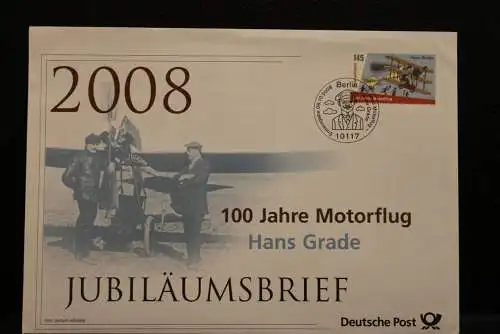 2008
145
Berlin
10117
100 Jahre Motorflug
Hans Grade
JUBILÄUMSBRIEF
Deutsche Post